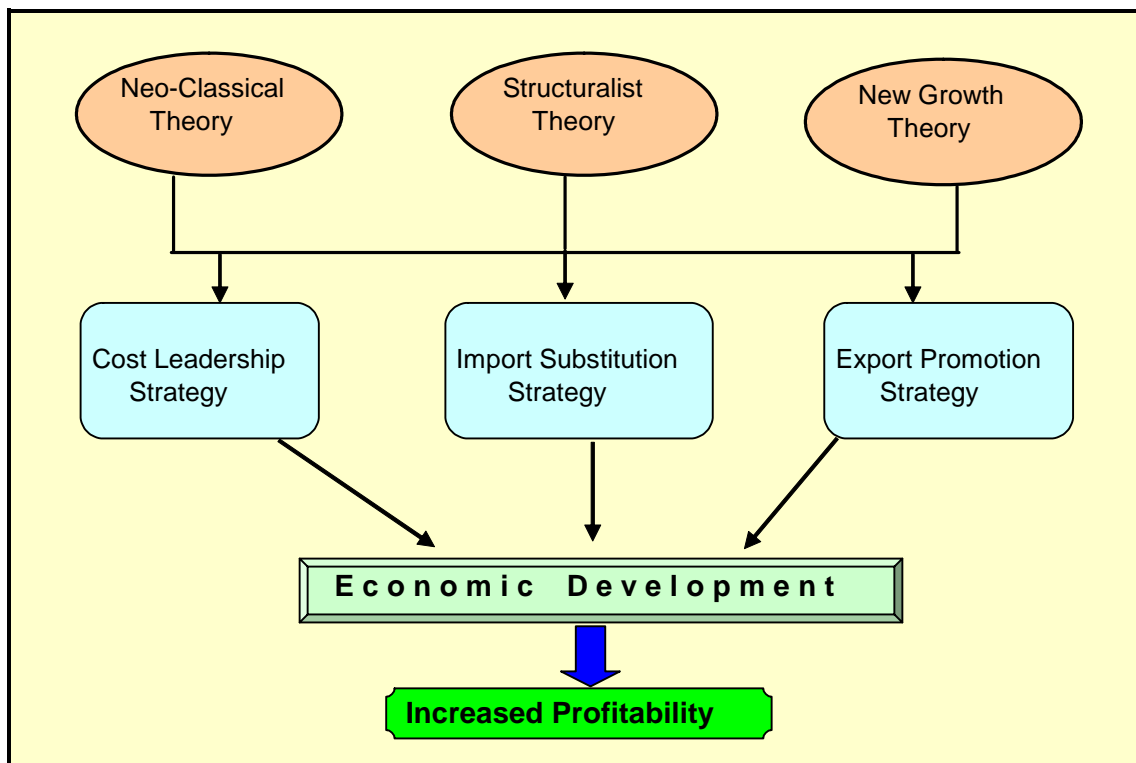 Neo-Classical
Theory
Structuralist
Theory
New Growth
Theory
Cost Leadership
Strategy
Import Substitution
Strategy
Export Promotion
Strategy
Economic Development
Increased Profitability